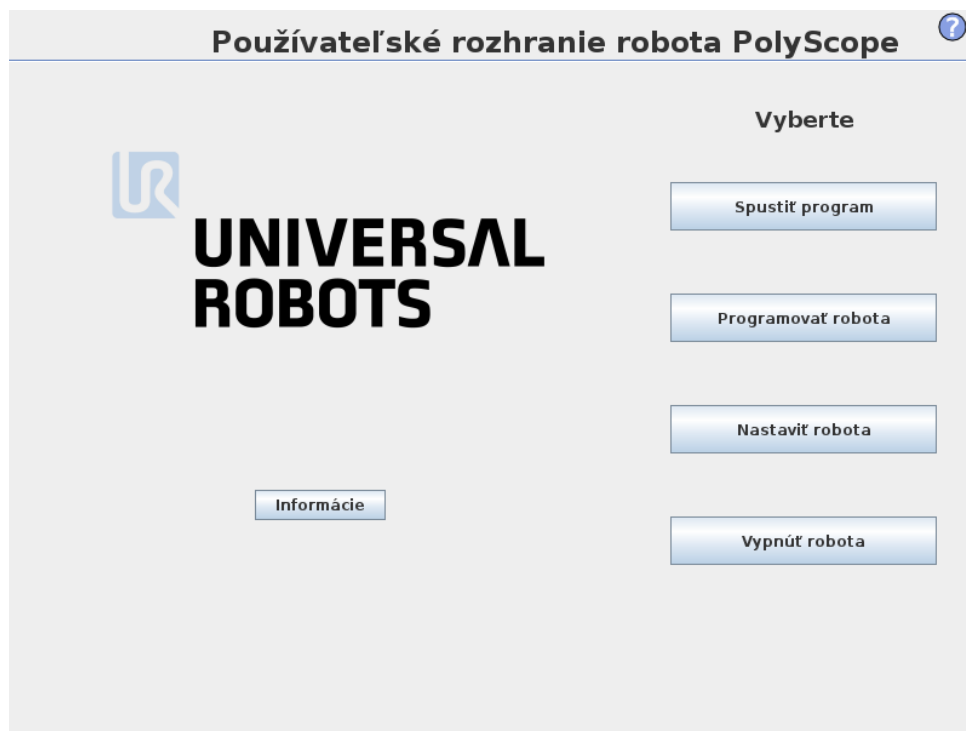 Používateľské rozhranie robota PolyScope
?
Vyberte
UR
UNIVERSAL
ROBOTS
Spustiť program
Programovať robota
Nastaviť robota
Informácie
Vypnúť robota